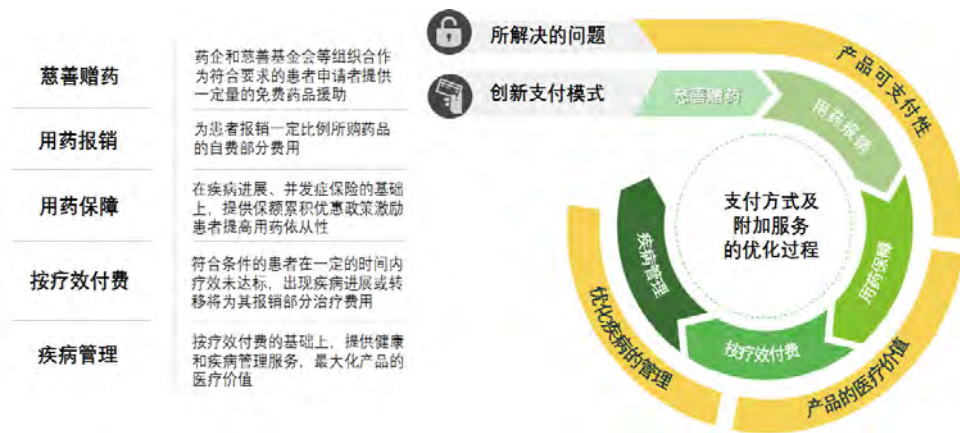 慈善赠药
药企和慈善基金会等组织合作
为符合要求的患者申请者提供
一定量的免费药品援助
用药报销
为患者报销一定比例所购药品
的自费部分费用
用药保障
在疾病进展、并发症保险的基础
上，提供保额累积优惠政策激励
患者提高用药依从性
按疗效付费
符合条件的患者在一定的时间内
疗效未达标，出现疾病进展或转
移将为其报销部分治疗费用
疾病管理
按疗效付费的基础上，提供健康
和疾病管理服务，最大化产品的
医疗价值
所解决的问题
创新支付模式
产品可支付性
慈善赠药
用药报销
用药保障
按疗效付费
疾病管理
支付方式及
附加服务
的优化过程
产品的医疗价值
优化疾病的管理